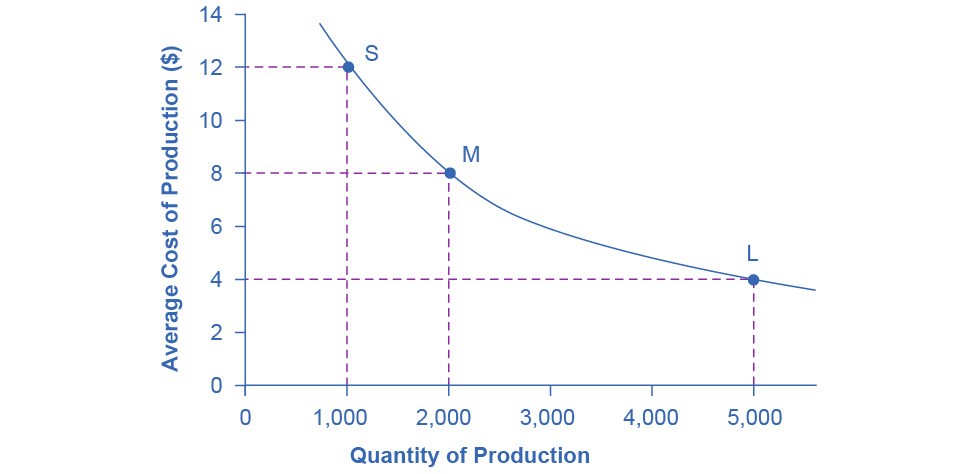 Average Cost of Production ($)
14
12
10
8
6
4
2
0
S
M
L
0 1,000 2,000 3,000 4,000 5,000
Quantity of Production